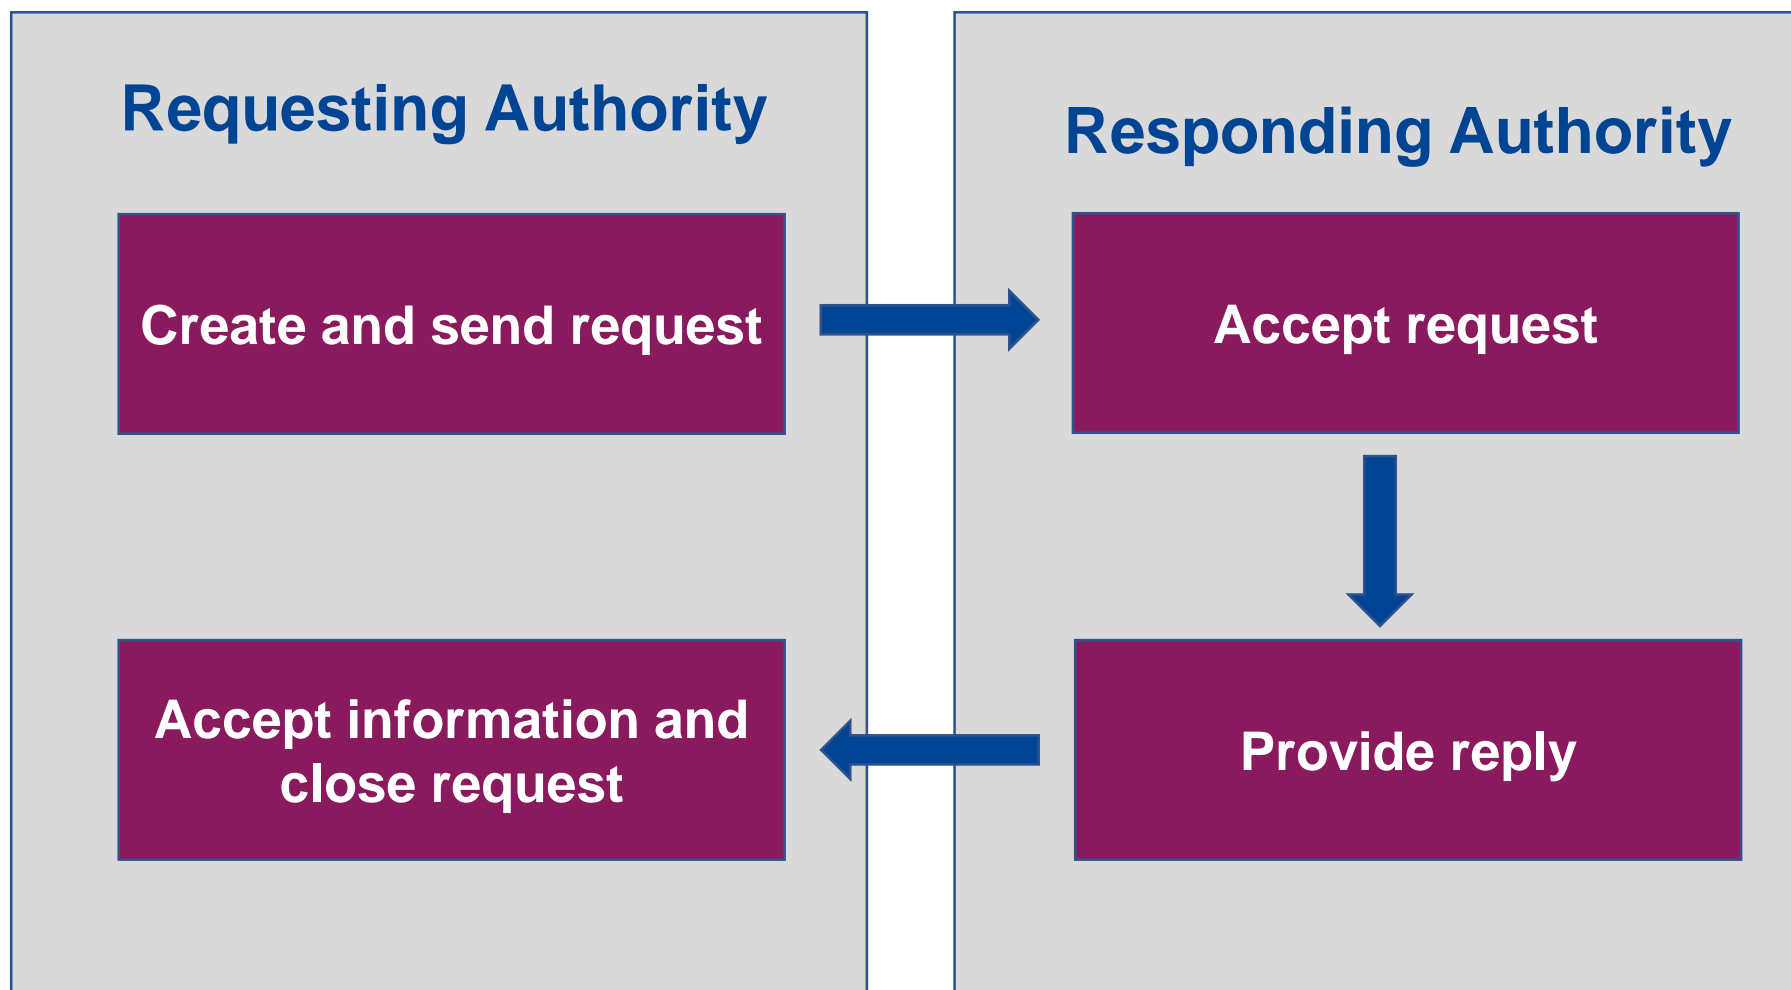 Requesting Authority
Responding Authority
Create and send request
Accept request
Accept information and
close request
Provide reply